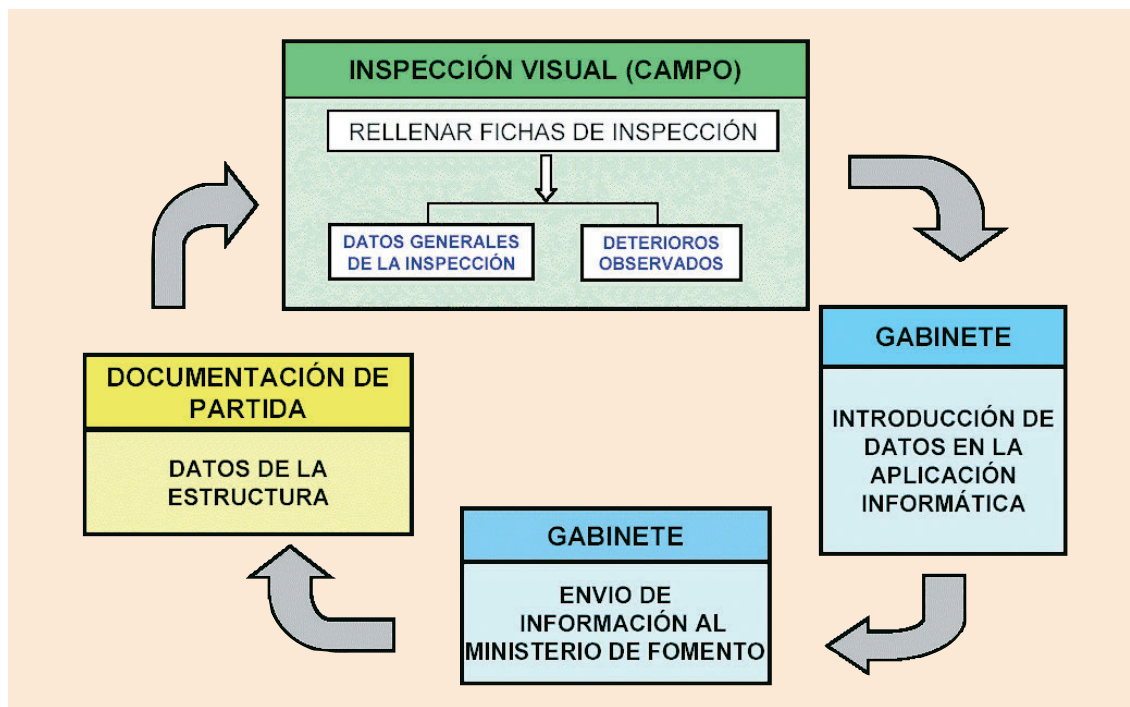 INSPECCIÓN VISUAL (CAMPO)
RELLENAR FICHAS DE INSPECCIÓN
DATOS GENERALES
DE LA INSPECCIÓN
DETERIOROS
OBSERVADOS
GABINETE
INTRODUCCIÓN DE
DATOS EN LA
APLICACIÓN
INFORMÁTICA
GABINETE
ENVIO DE
INFORMACIÓN AL
MINISTERIO DE FOMENTO
DOCUMENTACIÓN DE
PARTIDA
DATOS DE LA
ESTRUCTURA